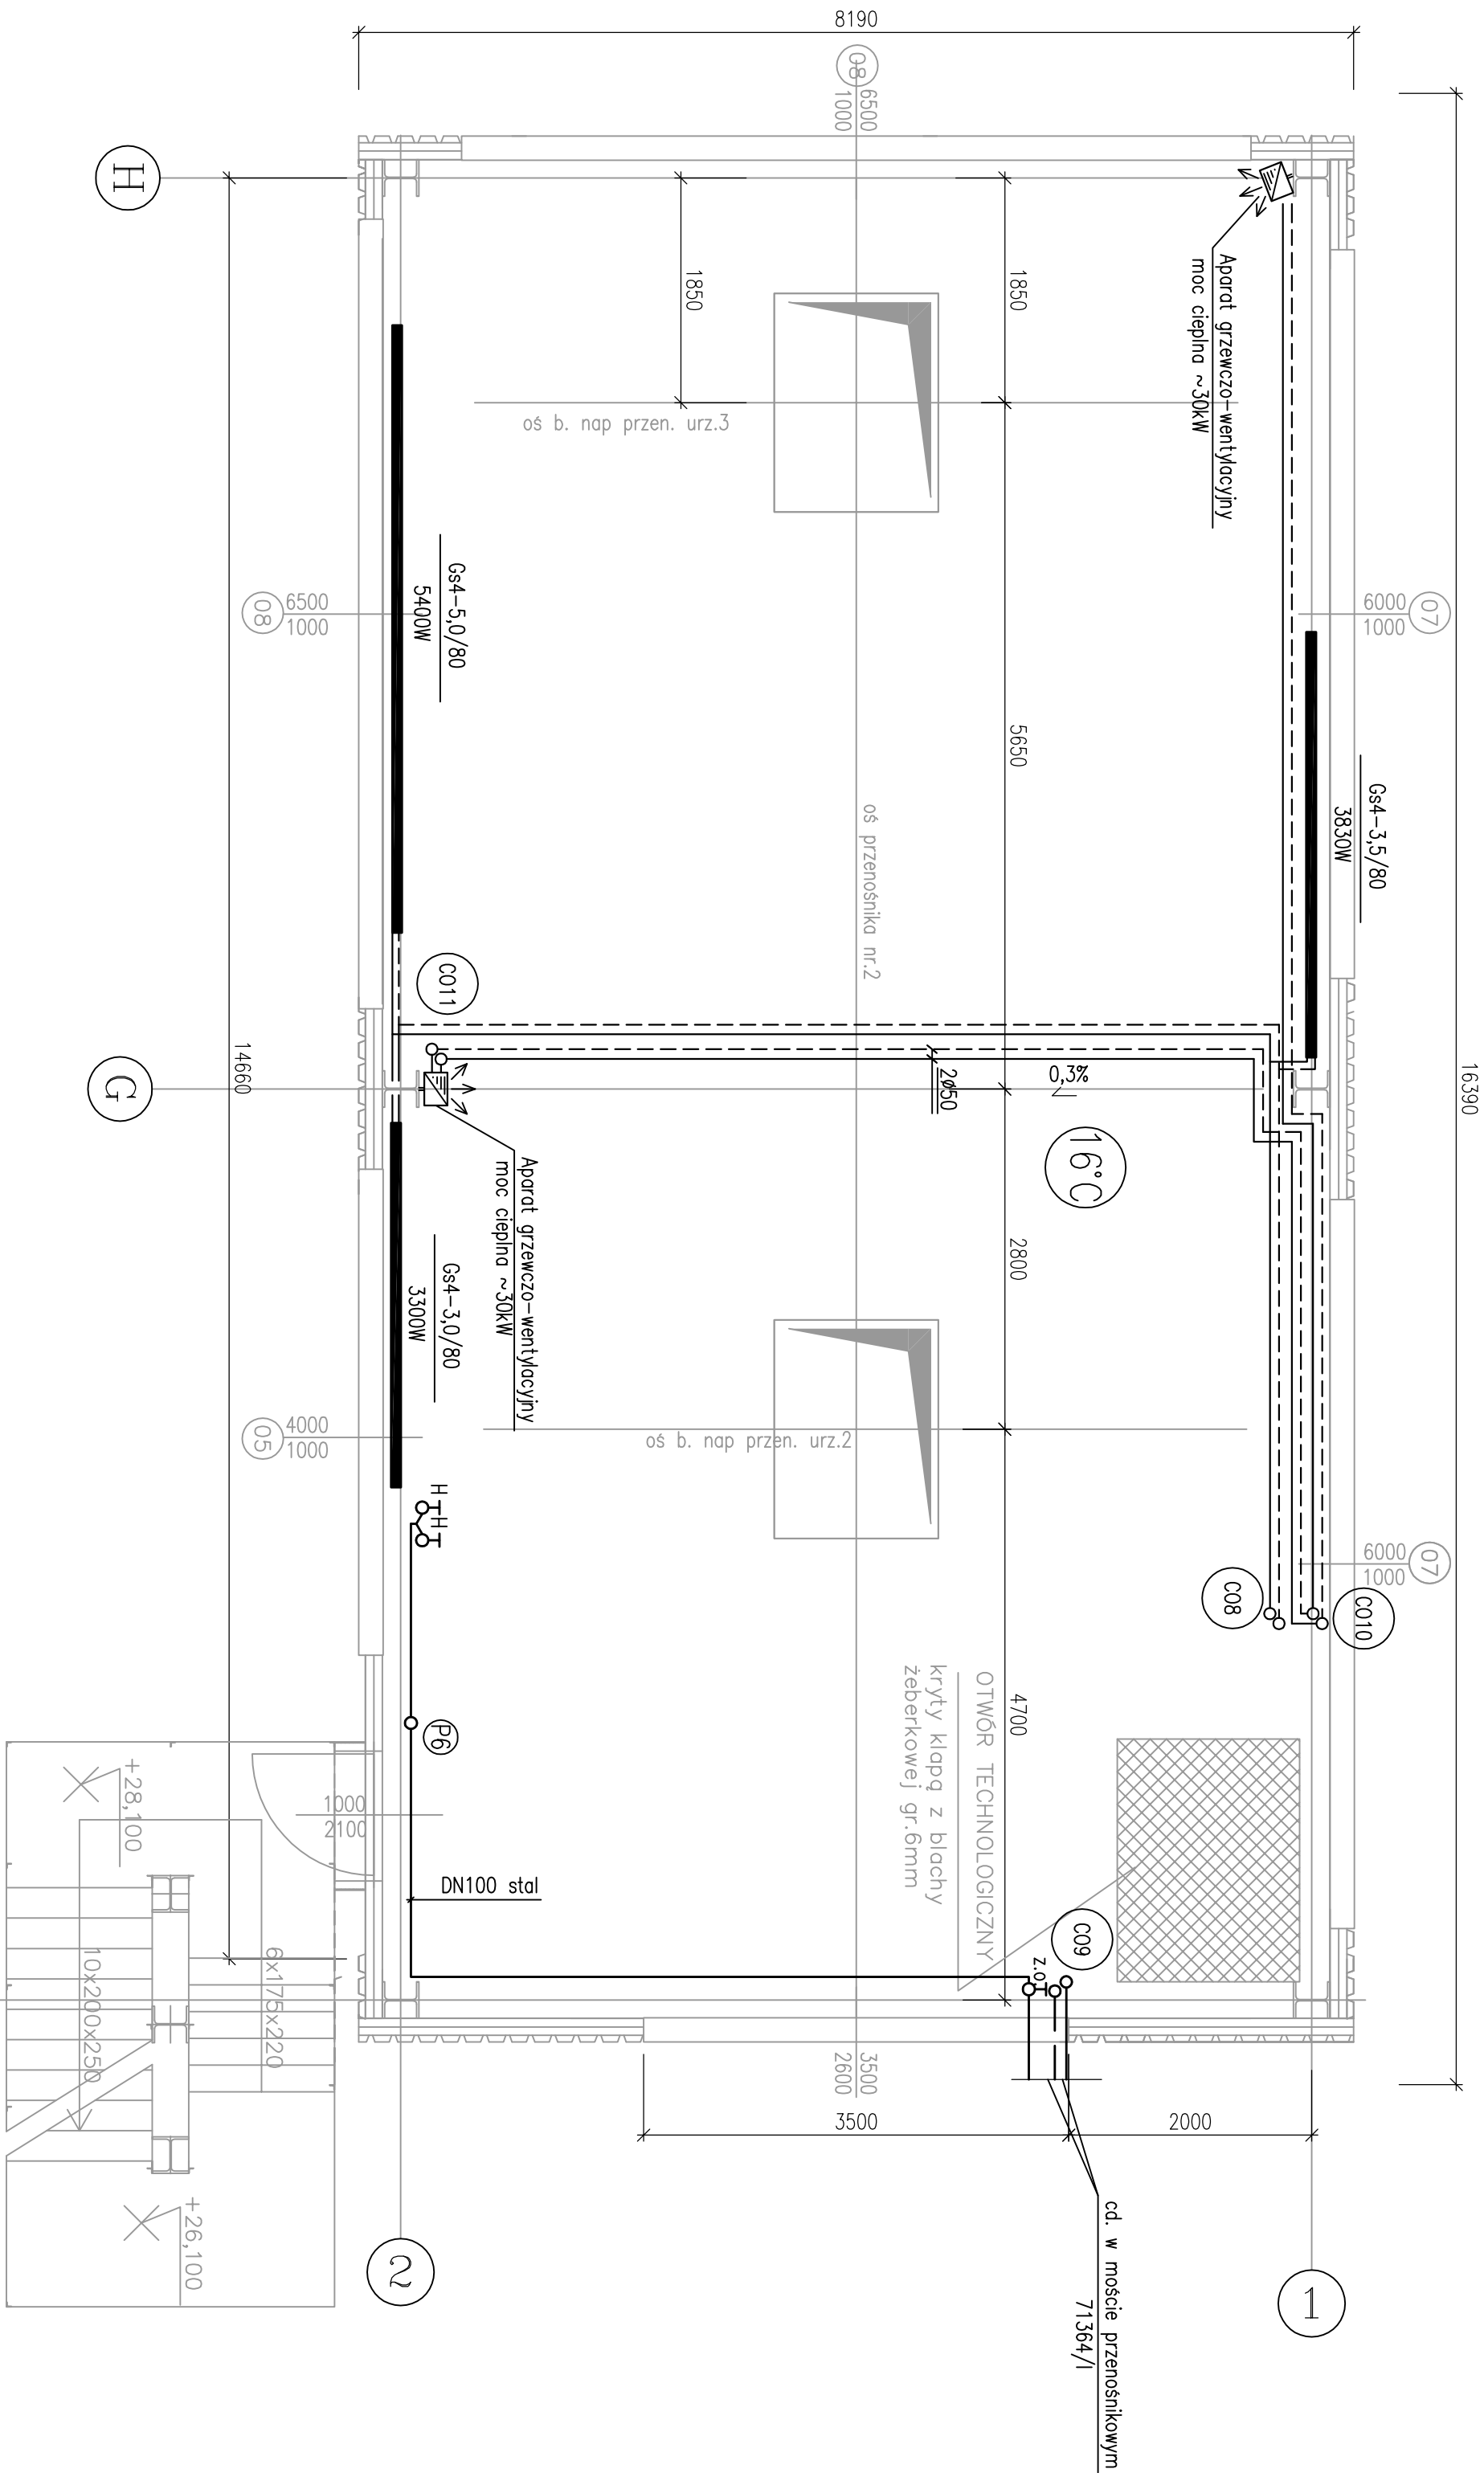 16390
8190
08
6500
1000
07
6000
1000
07
6000
1000
Gs4-3,5/80
3830W
Aparat grzewczo-wentylacyjny
moc cieplna ~30kW
1850
5650
2800
4700
1850
oś b. nap przen. urz.3
oś przenośnika nr.2
oś b. nap przen. urz.2
0,3%
2ø50
16°C
CO8
CO10
CO9
CO11
z.o.
OTWÓR TECHNOLOGICZNY
kryty klapą z blachy
żeberkowej gr.6mm
Gs4-5,0/80
5400W
Aparat grzewczo-wentylacyjny
moc cieplna ~30kW
Gs4-3,0/80
3300W
H
H
P6
DN100 stal
1000
2100
08
6500
1000
05
4000
1000
14660
H
G
3500
2600
3500
2000
cd. w moście przenośnikowym
71364/I
1
2
+28,100
+26,100
6x175x220
10x200x250